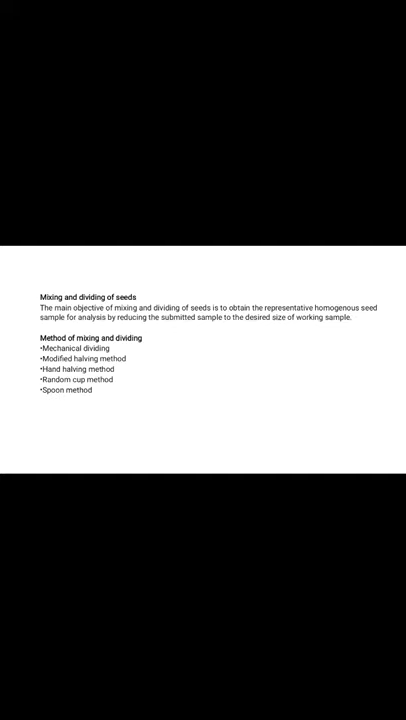 Mixing and dividing of seeds
The main objective of mixing and dividing of seeds is to obtain the representative homogenous seed
sample for analysis by reducing the submitted sample to the desired size of working sample.
Method of mixing and dividing
•Mechanical dividing
•Modified halving method
•Hand halving method
•Random cup method
•Spoon method